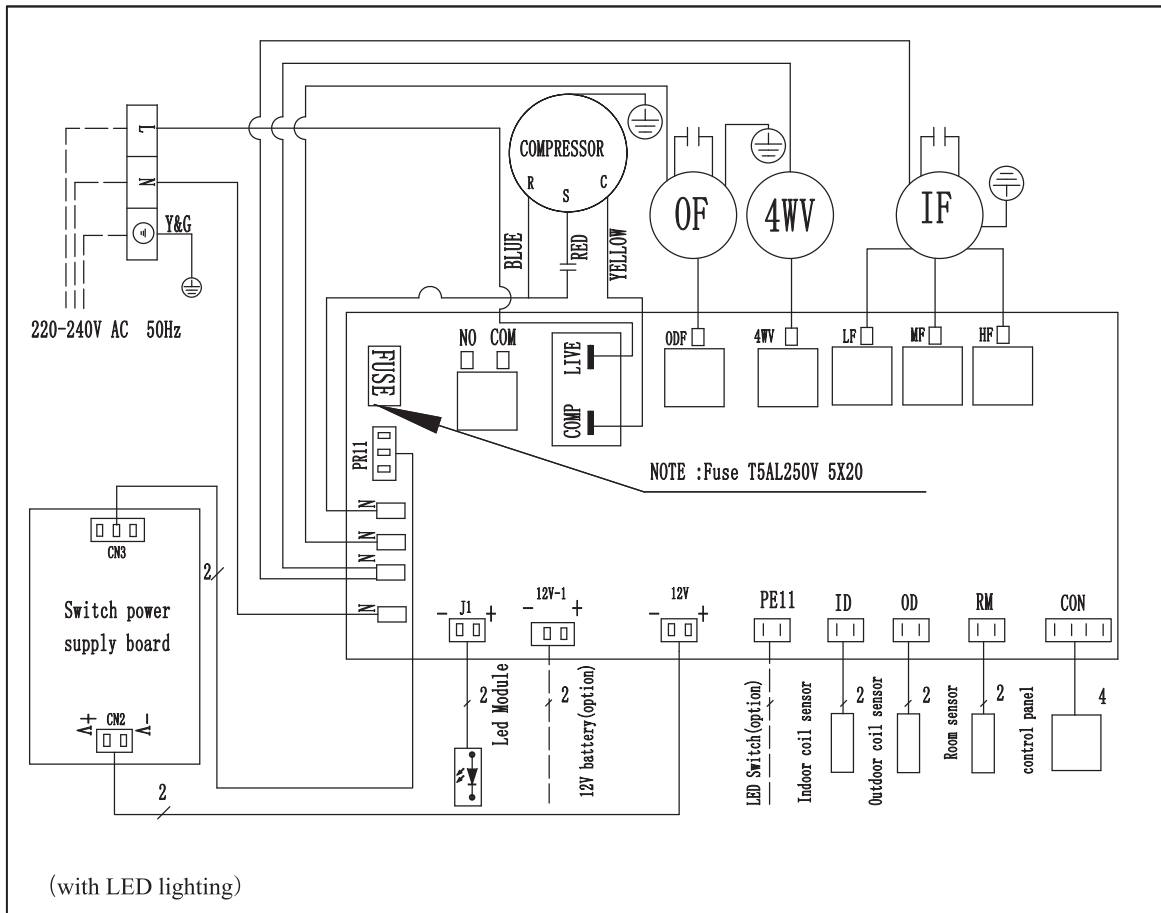 L
N
Y&G
220-240V AC 50Hz
COMPRESSOR
R
S
C
BLUE
RED
YELLOW
OF
4WV
IF
FUSE
NO
COM
LIVE
COMP
ODF
4WV
LF
MF
HF
PR11
NOTE :Fuse T5AL250V 5X20
N
N
N
N
CN3
Switch power
supply board
V+
CN2
V-
2
2
- J1 +
- 12V-1 +
- 12V +
PE11
ID
OD
RM
CON
2
Led Module
2
12V battery(option)
LED Switch(option)
2
Indoor coil sensor
2
Outdoor coil sensor
2
Room sensor
4
control panel
(with LED lighting)